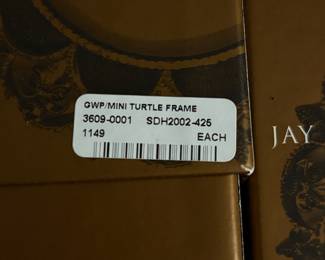 GWP/MINI TURTLE FRAME
3609-0001 SDH2002-425
1149 EACH
JAY